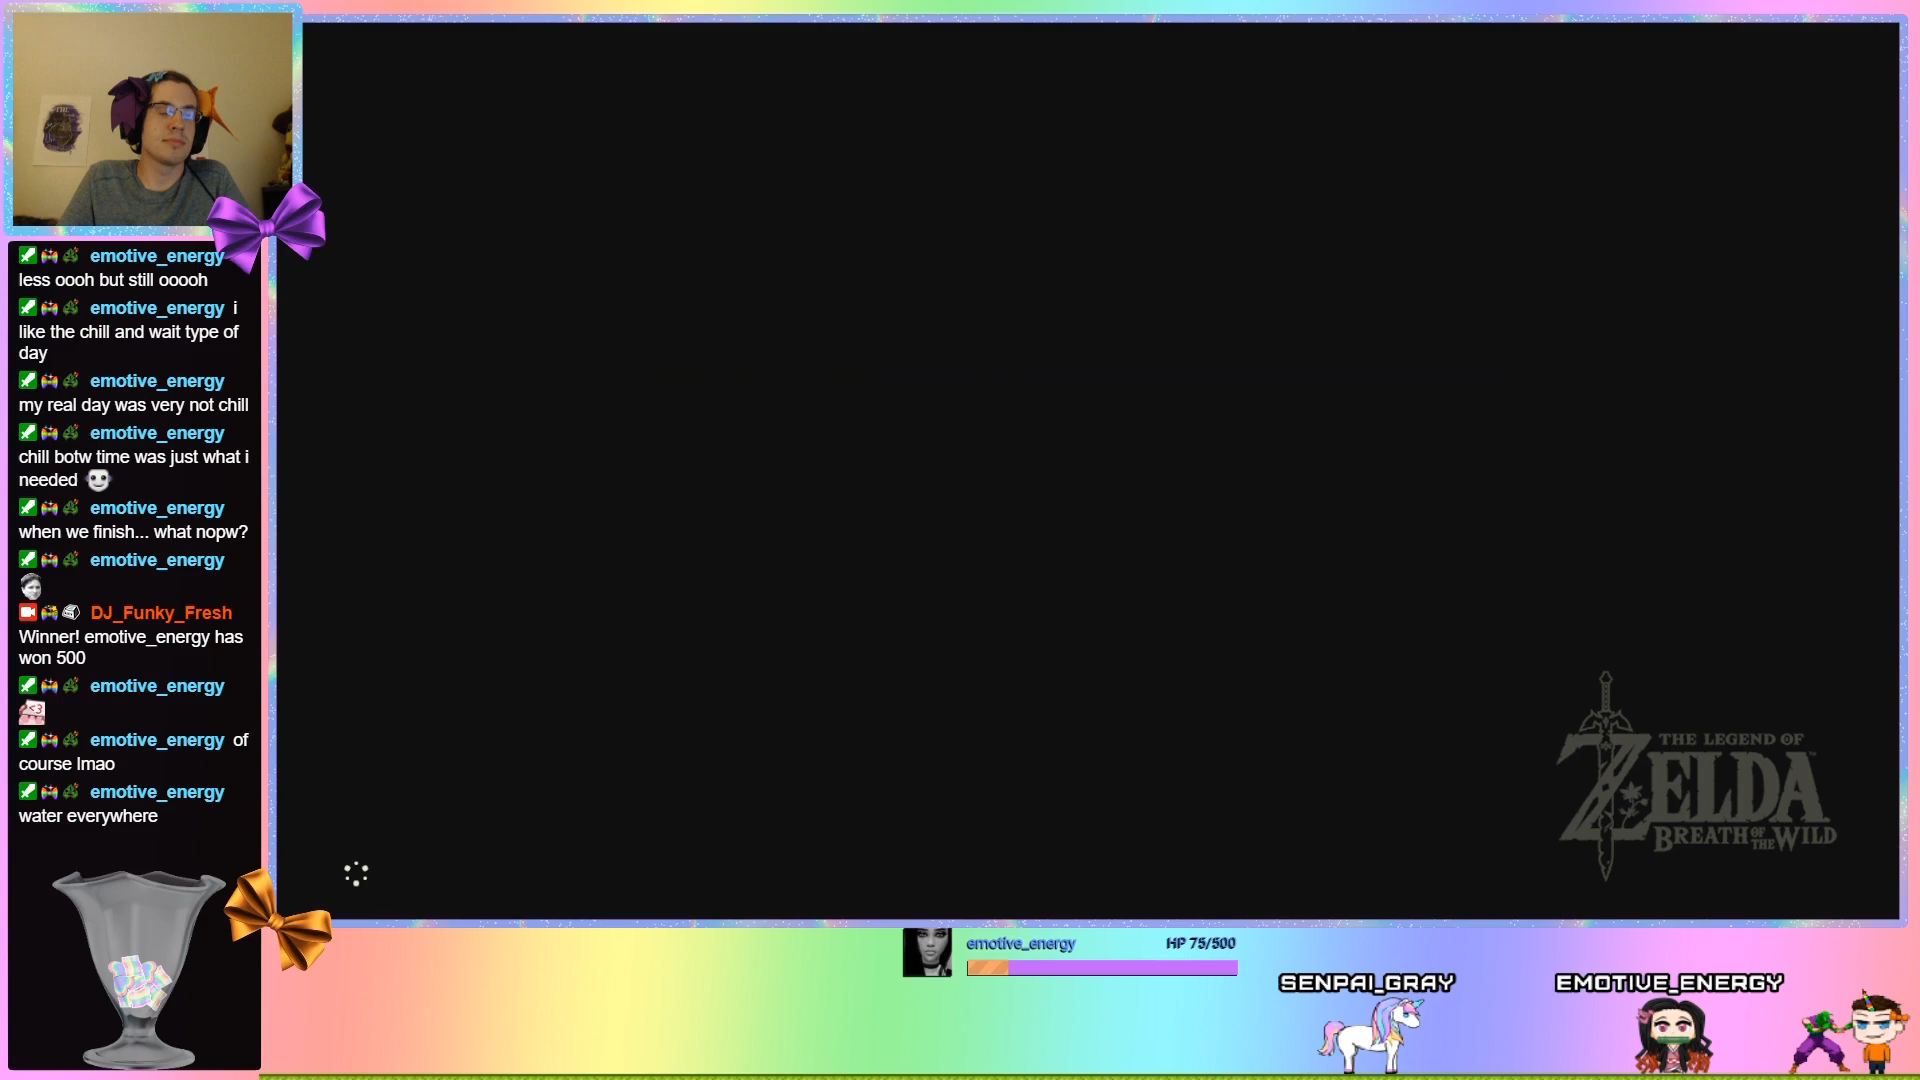 emotive_energy
less oooh but still ooooh
emotive_energy i
like the chill and wait type of
day
emotive_energy
my real day was very not chill
emotive_energy
chill botw time was just what i
needed
emotive_energy
when we finish... what nopw?
emotive_energy
DJ_Funky_Fresh
Winner! emotive_energy has
won 500
emotive_energy
<3
emotive_energy of
course lmao
emotive_energy
water everywhere
THE LEGEND OF
ZELDA
BREATH OF THE WILD
emotive_energy HP 75/500
SENPAI_GRAY
EMOTIVE_ENERGY